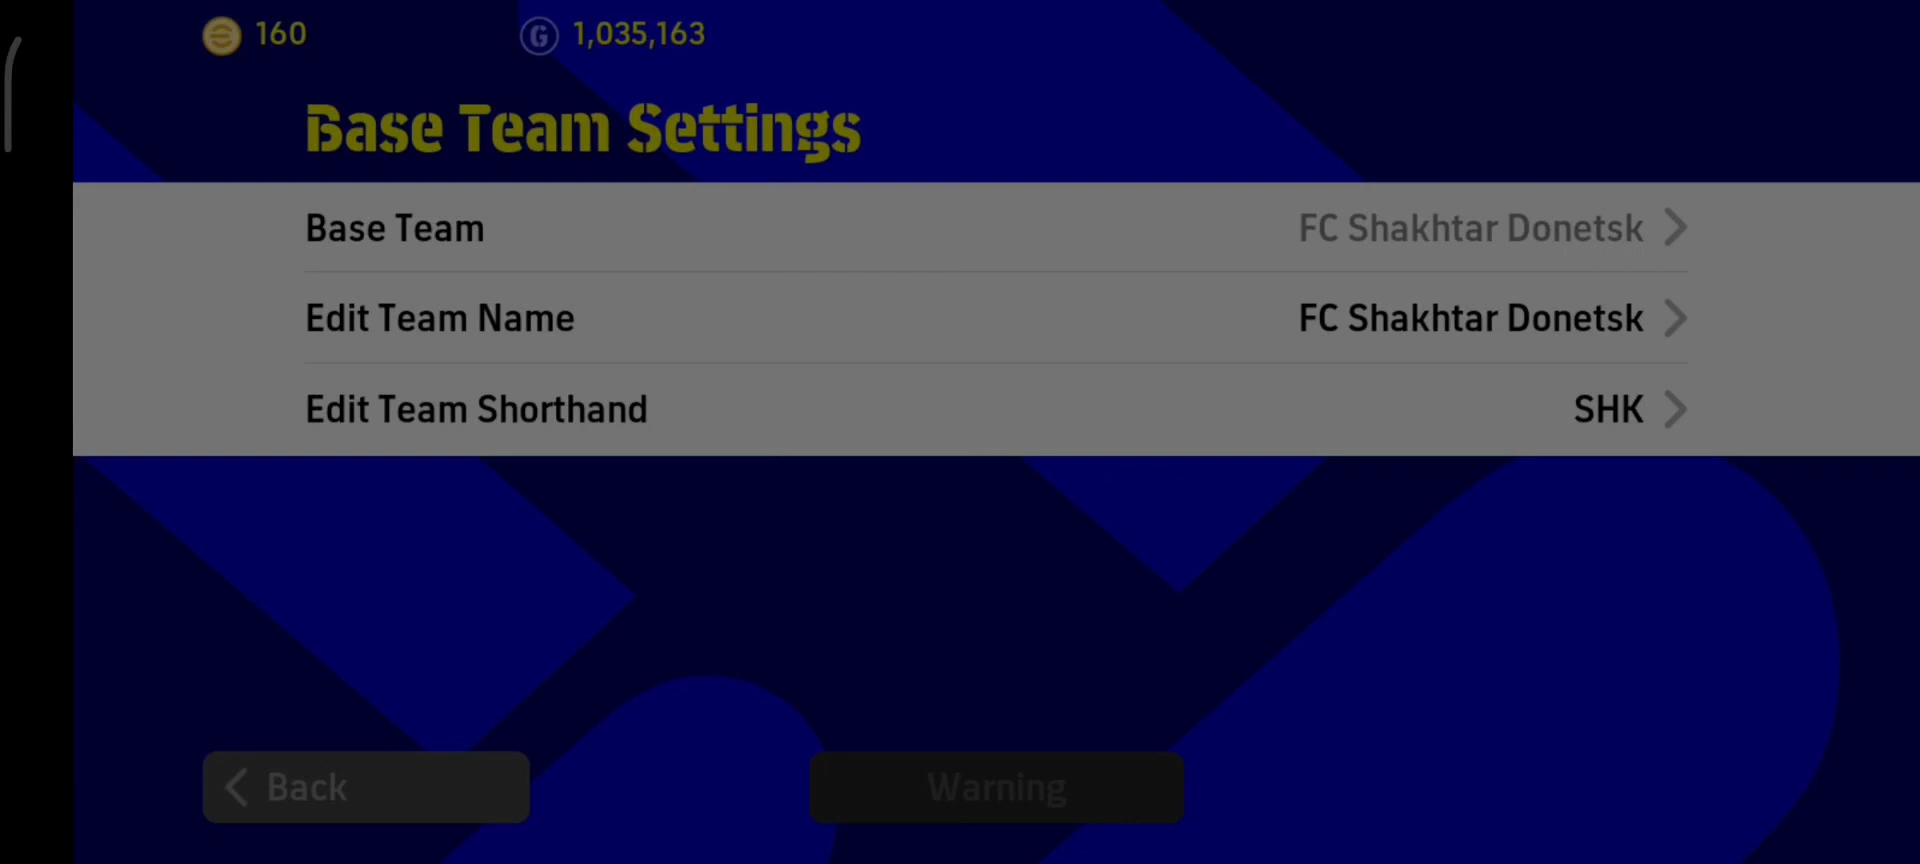 160
1,035,163
Base Team Settings
Base Team FC Shakhtar Donetsk
Edit Team Name FC Shakhtar Donetsk
Edit Team Shorthand SHK
Back Warning